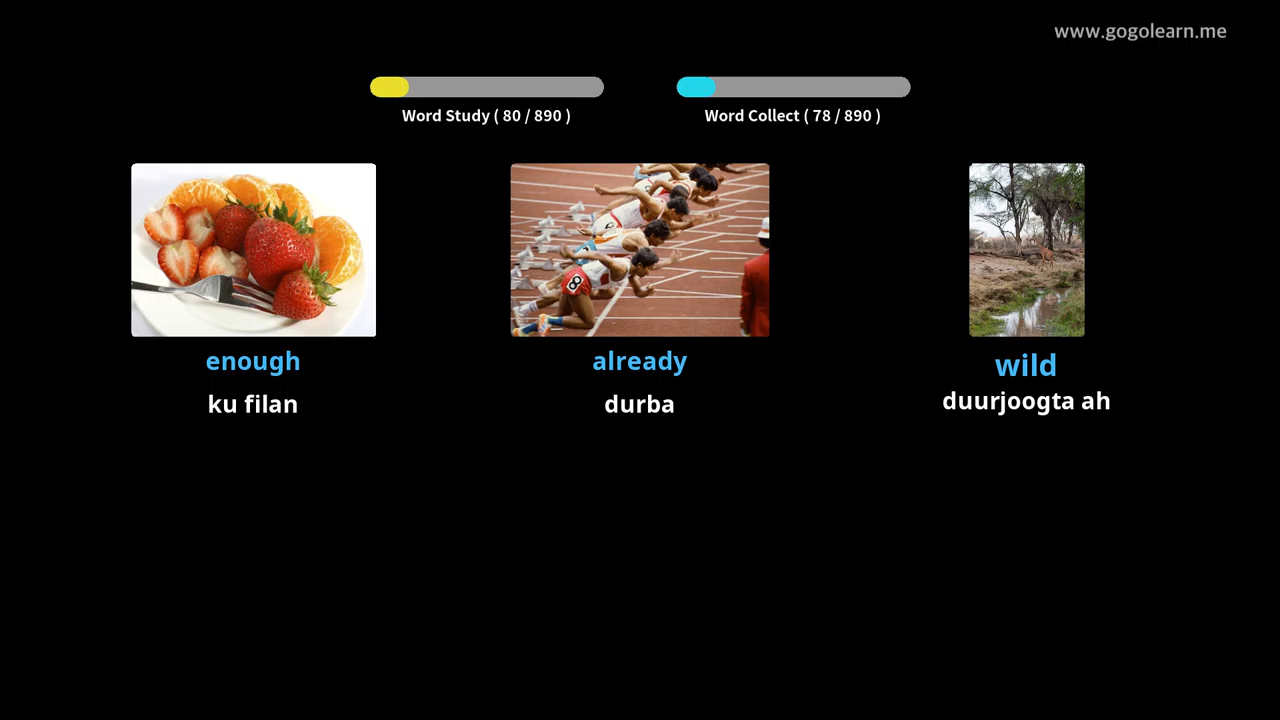 www.gogolearn.me
Word Study ( 80 / 890 )
Word Collect ( 78 / 890 )
enough
already
wild
ku filan
durba
duurjoogta ah
8